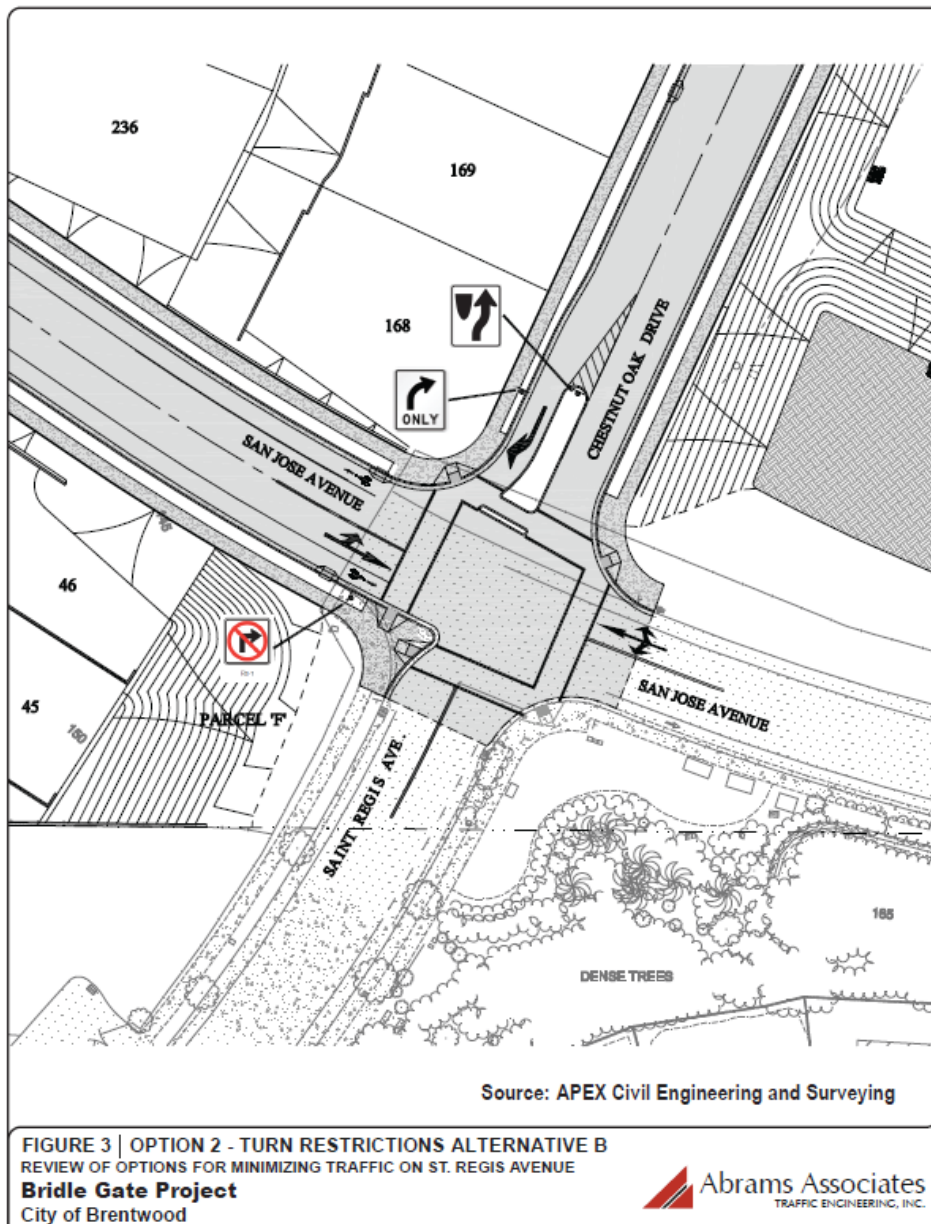 236
169
168
ONLY
CHESTNUT OAK DRIVE
SAN JOSE AVENUE
46
45
150
PARCEL 'F'
SAINT REGIS AVE.
SAN JOSE AVENUE
165
DENSE TREES
Source: APEX Civil Engineering and Surveying
FIGURE 3 | OPTION 2 - TURN RESTRICTIONS ALTERNATIVE B
REVIEW OF OPTIONS FOR MINIMIZING TRAFFIC ON ST. REGIS AVENUE
Bridle Gate Project
City of Brentwood
Abrams Associates
TRAFFIC ENGINEERING, INC.